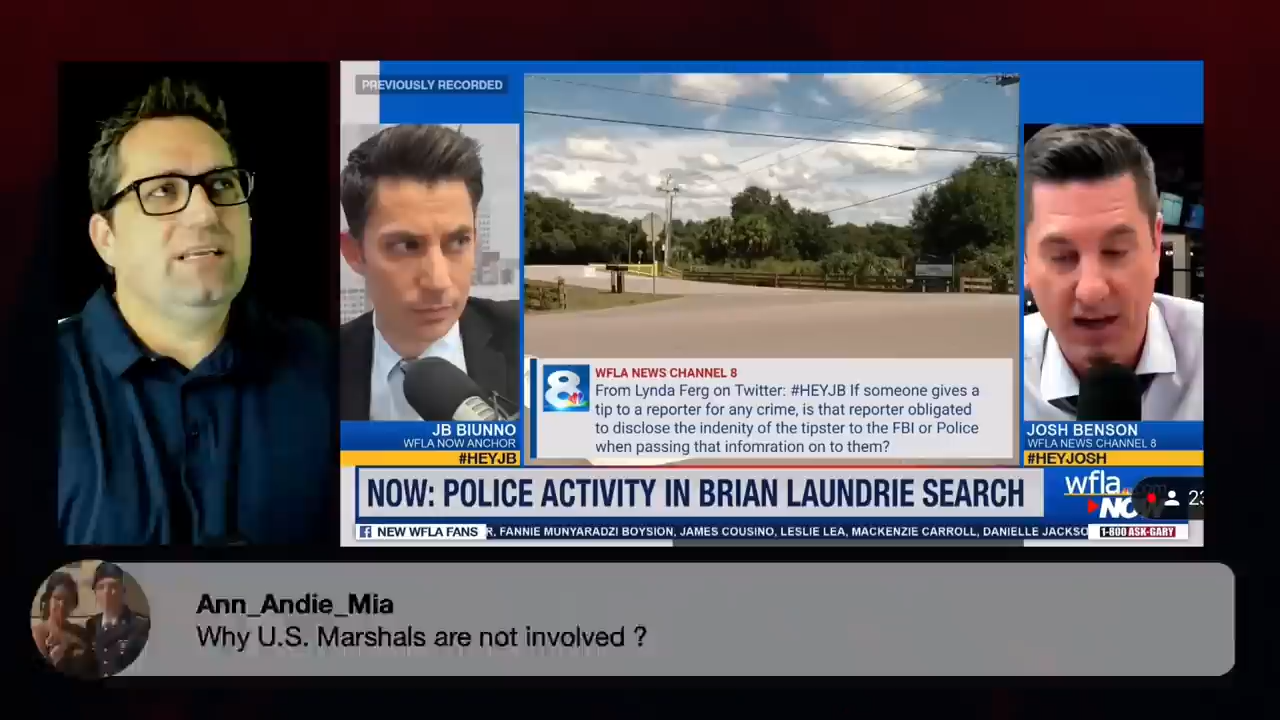 PREVIOUSLY RECORDED
WFLA NEWS CHANNEL 8
From Lynda Ferg on Twitter: #HEYJB If someone gives a
tip to a reporter for any crime, is that reporter obligated
to disclose the indenity of the tipster to the FBI or Police
when passing that infomration on to them?
8
JB BIUNNO
WFLA NOW ANCHOR
#HEYJB
JOSH BENSON
WFLA NEWS CHANNEL 8
#HEYJOSH
NOW: POLICE ACTIVITY IN BRIAN LAUNDRIE SEARCH
wfla
NEW WFLA FANS
R, FANNIE MUNYARADZI BOYSION, JAMES COUSINO, LESLIE LEA, MACKENZIE CARROLL, DANIELLE JACKSO
1-800 ASK-GARY
Ann_Andie_Mia
Why U.S. Marshals are not involved ?